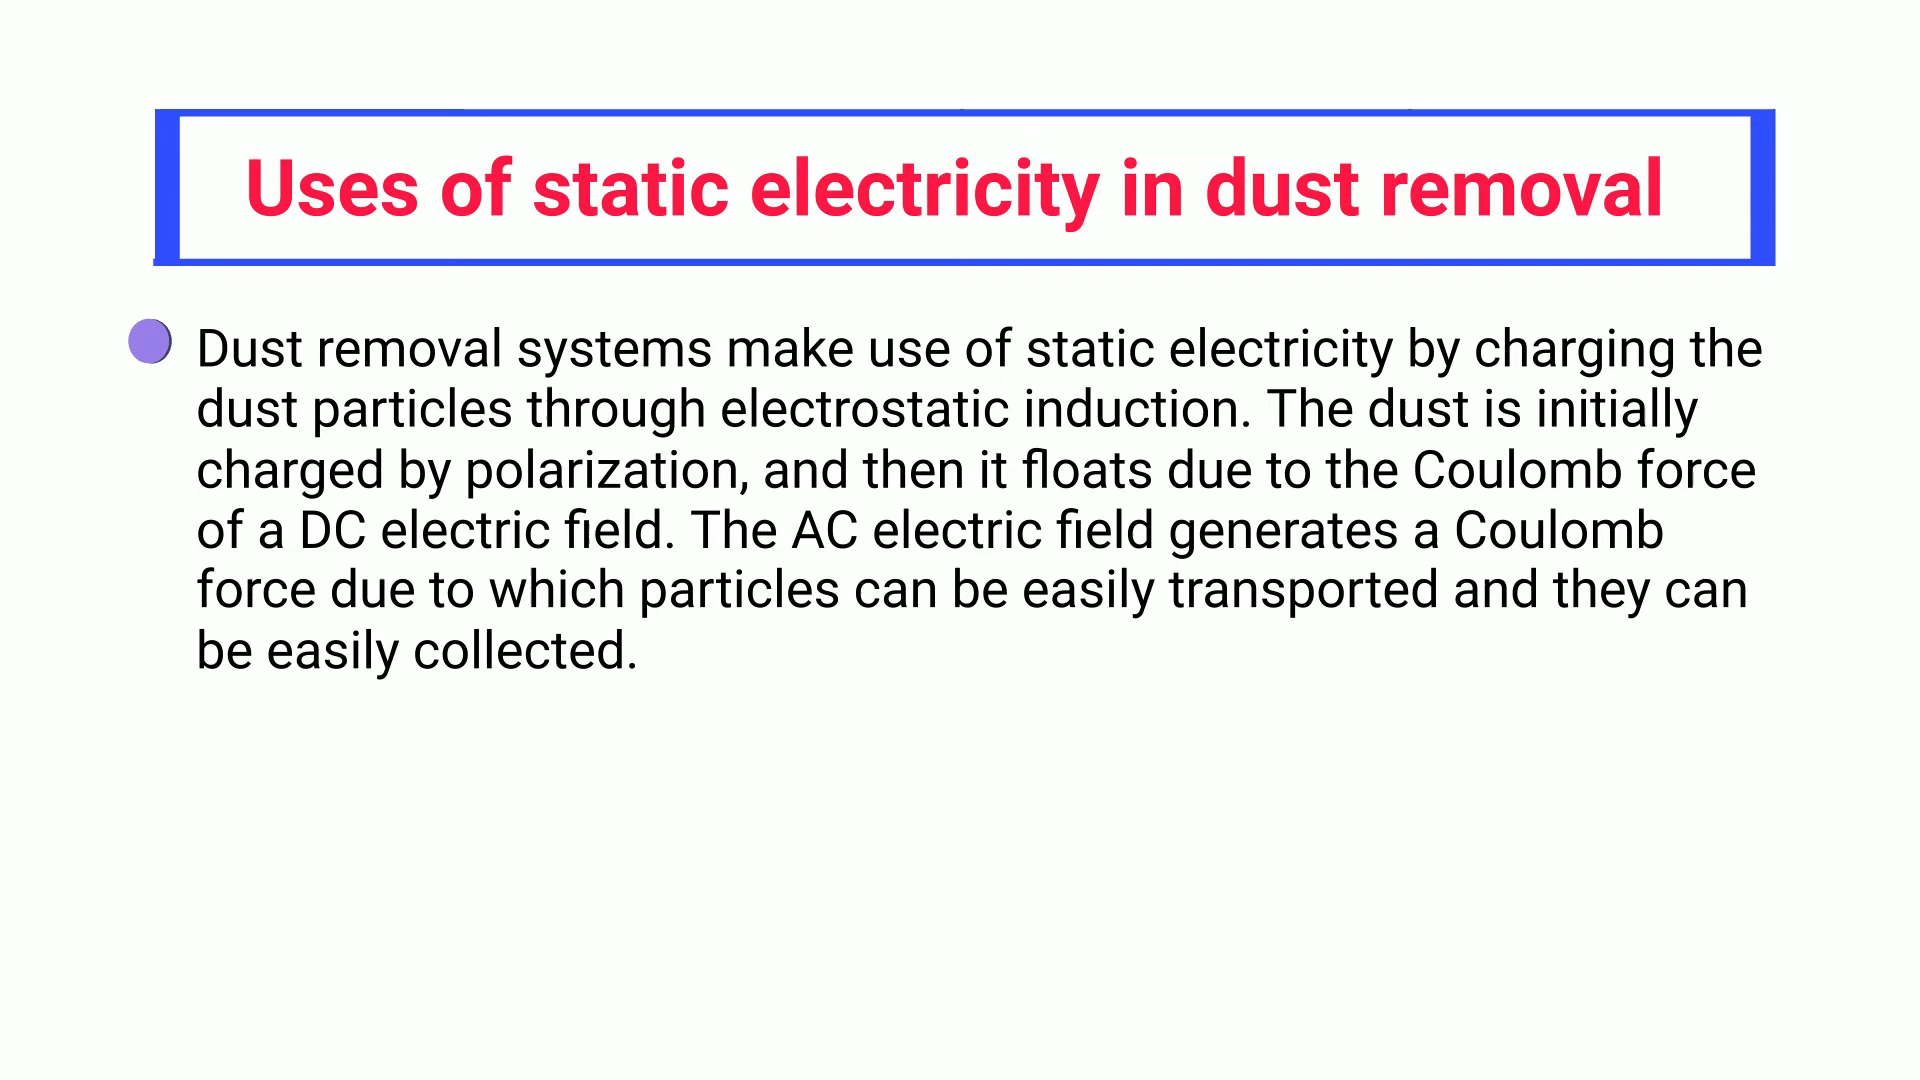 Uses of static electricity in dust removal
Dust removal systems make use of static electricity by charging the
dust particles through electrostatic induction. The dust is initially
charged by polarization, and then it floats due to the Coulomb force
of a DC electric field. The AC electric field generates a Coulomb
force due to which particles can be easily transported and they can
be easily collected.